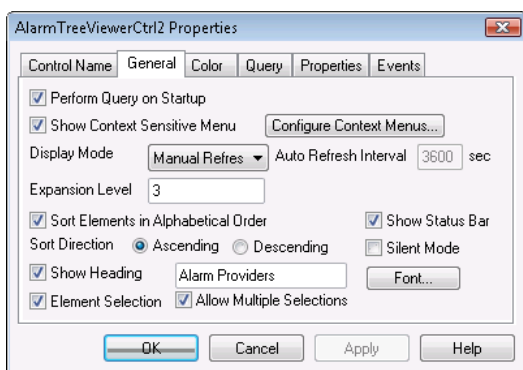 AlarmTreeViewerCtrl2 Properties
Control Name General Color Query Properties Events
Perform Query on Startup
Show Context Sensitive Menu Configure Context Menus...
Display Mode Manual Refres Auto Refresh Interval 3600 sec
Expansion Level 3
Sort Elements in Alphabetical Order Show Status Bar
Sort Direction Ascending Descending Silent Mode
Show Heading Alarm Providers Font...
Element Selection Allow Multiple Selections
OK Cancel Apply Help